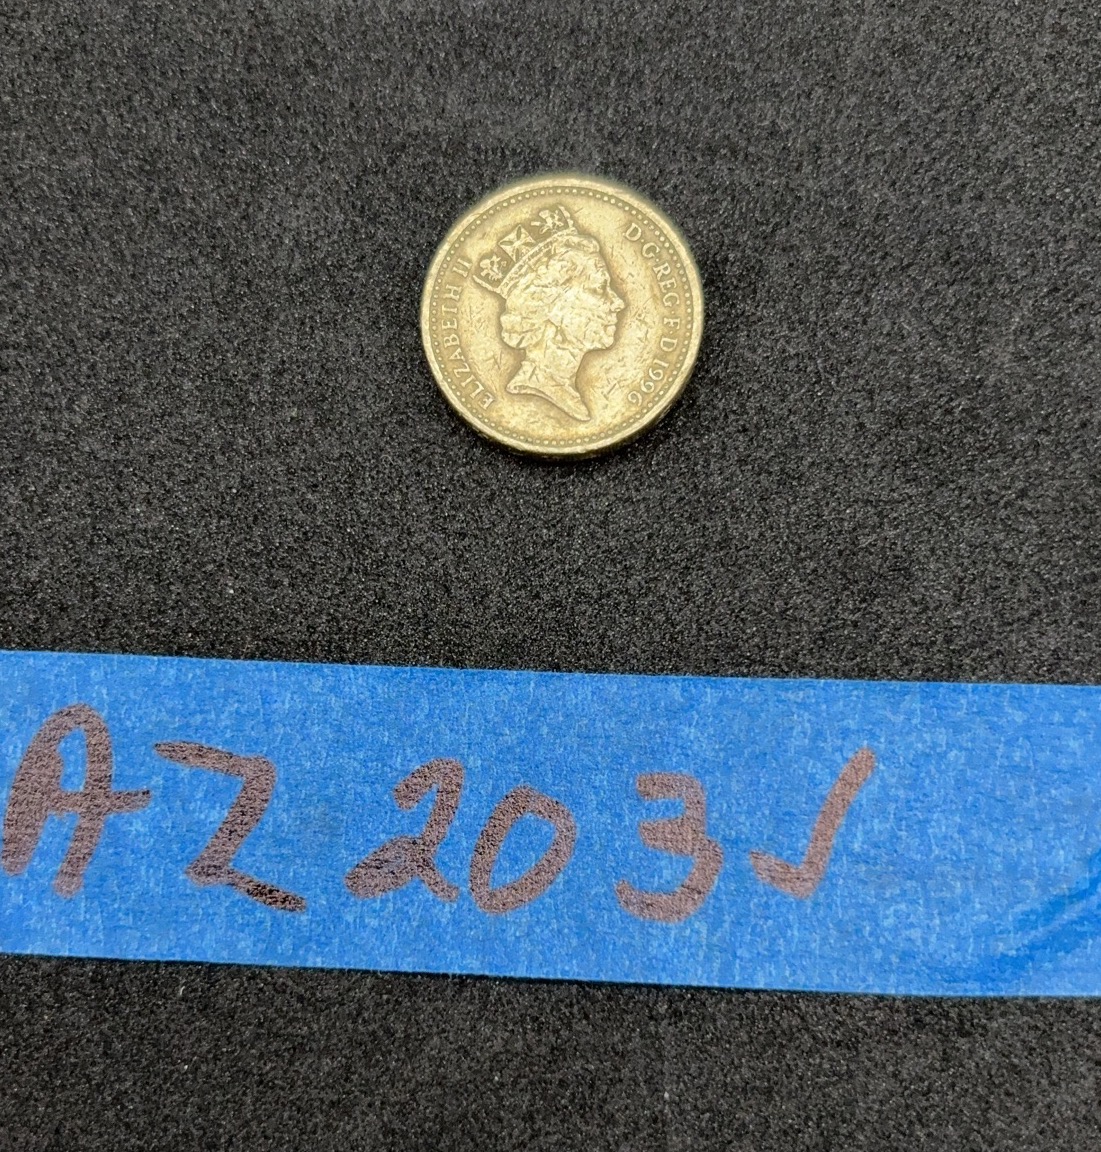 ELIZABETH II
D·G·REG·F·D·1996
AZ 203 ✓